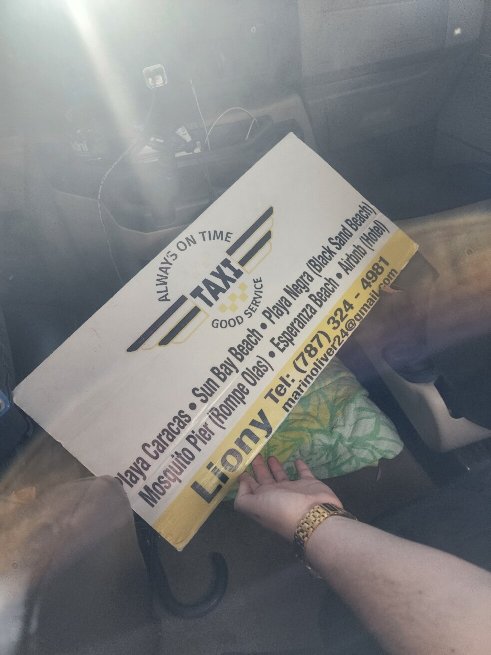 ALWAYS ON TIME
TAXI
GOOD SERVICE
Playa Caracas • Sun Bay Beach • Playa Negra (Black Sand Beach)
Mosquito Pier (Rompe Olas) • Esperanza Beach • Airbnb (Hotel)
Liony Tel: (787) 324 - 4981
marinoliver24@gmail.com